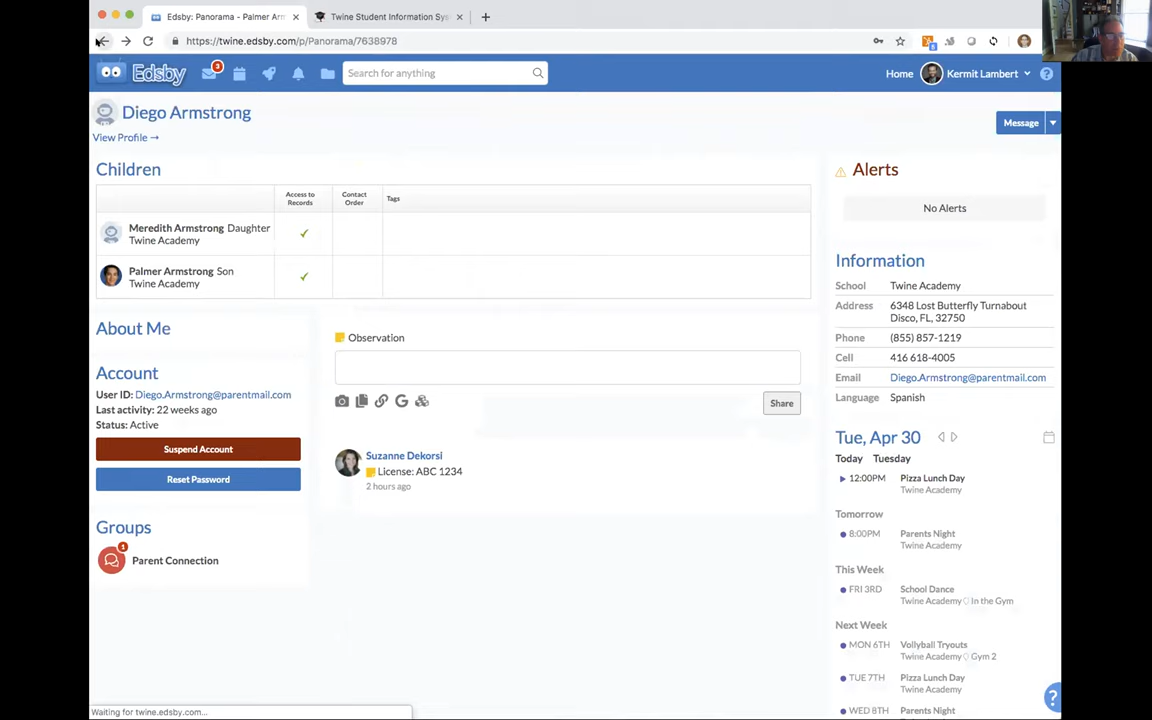 Edsby: Panorama - Palmer Arm
Twine Student Information Sys
https://twine.edsby.com/p/Panorama/7638978
Edsby
3
Search for anything
Home
Kermit Lambert
Diego Armstrong
View Profile →
Message
Children
Access to Records
Contact Order
Tags
Meredith Armstrong Daughter
Twine Academy
Palmer Armstrong Son
Twine Academy
About Me
Account
User ID: Diego.Armstrong@parentmail.com
Last activity: 22 weeks ago
Status: Active
Suspend Account
Reset Password
Groups
1
Parent Connection
Observation
Share
Suzanne Dekorsi
License: ABC 1234
2 hours ago
Alerts
No Alerts
Information
School Twine Academy
Address 6348 Lost Butterfly Turnabout
Disco, FL, 32750
Phone (855) 857-1219
Cell 416 618-4005
Email Diego.Armstrong@parentmail.com
Language Spanish
Tue, Apr 30
Today Tuesday
12:00PM Pizza Lunch Day
Twine Academy
Tomorrow
8:00PM Parents Night
Twine Academy
This Week
FRI 3RD School Dance
Twine Academy In the Gym
Next Week
MON 6TH Vollyball Tryouts
Twine Academy Gym 2
TUE 7TH Pizza Lunch Day
Twine Academy
WED 8TH Parents Night
Waiting for twine.edsby.com...